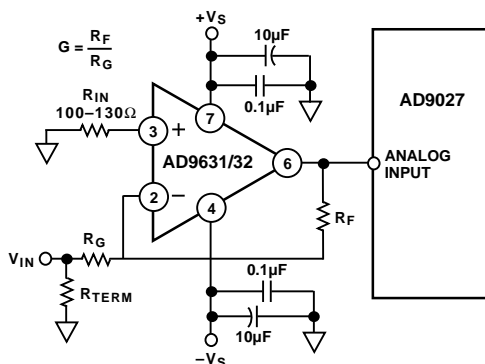 +VS
10µF
G = RF
RG
0.1µF
RIN
100–130Ω
AD9027
3
+
7
AD9631/32
6
ANALOG
INPUT
2
–
4
RF
VIN
RG
RTERM
0.1µF
10µF
–VS